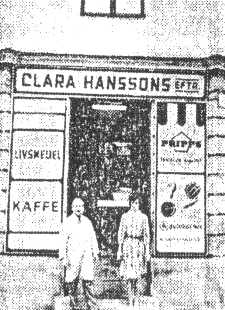 CLARA HANSSONS EFTR.
LIVSMEDEL
KAFFE
PRIPPS